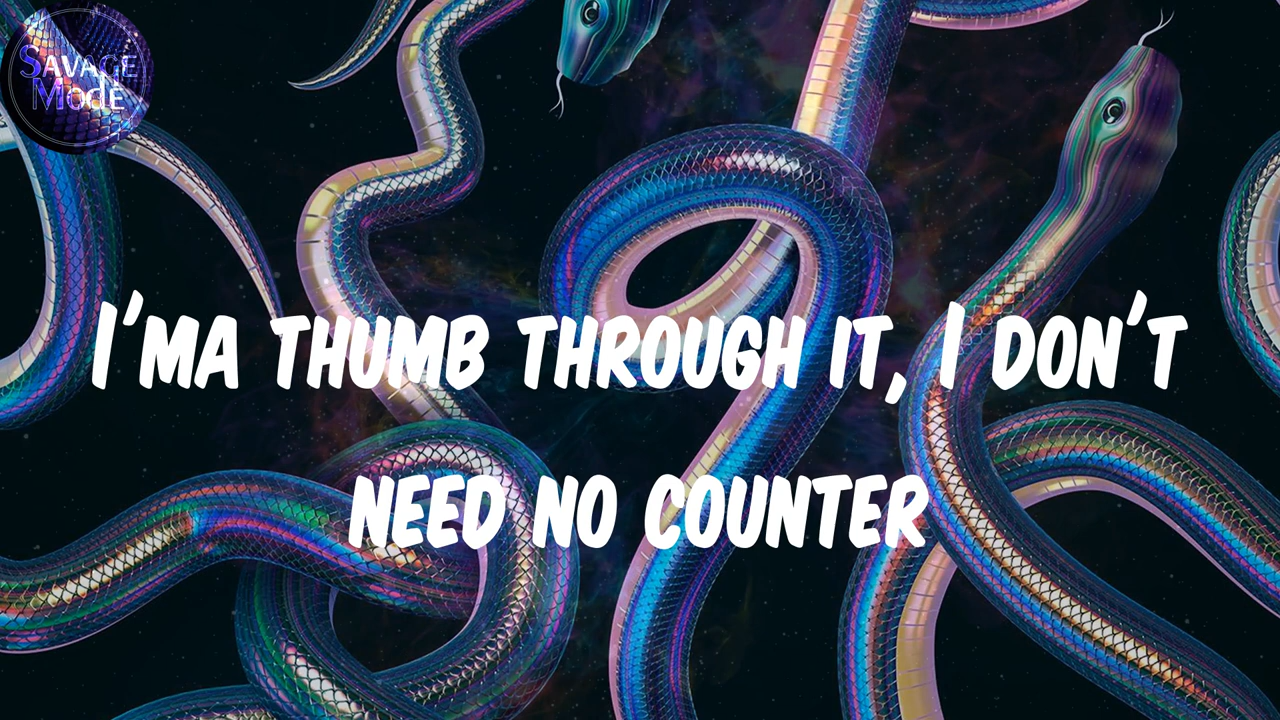 SAVAGE
MODE
I'MA THUMB THROUGH IT, I DON'T
NEED NO COUNTER